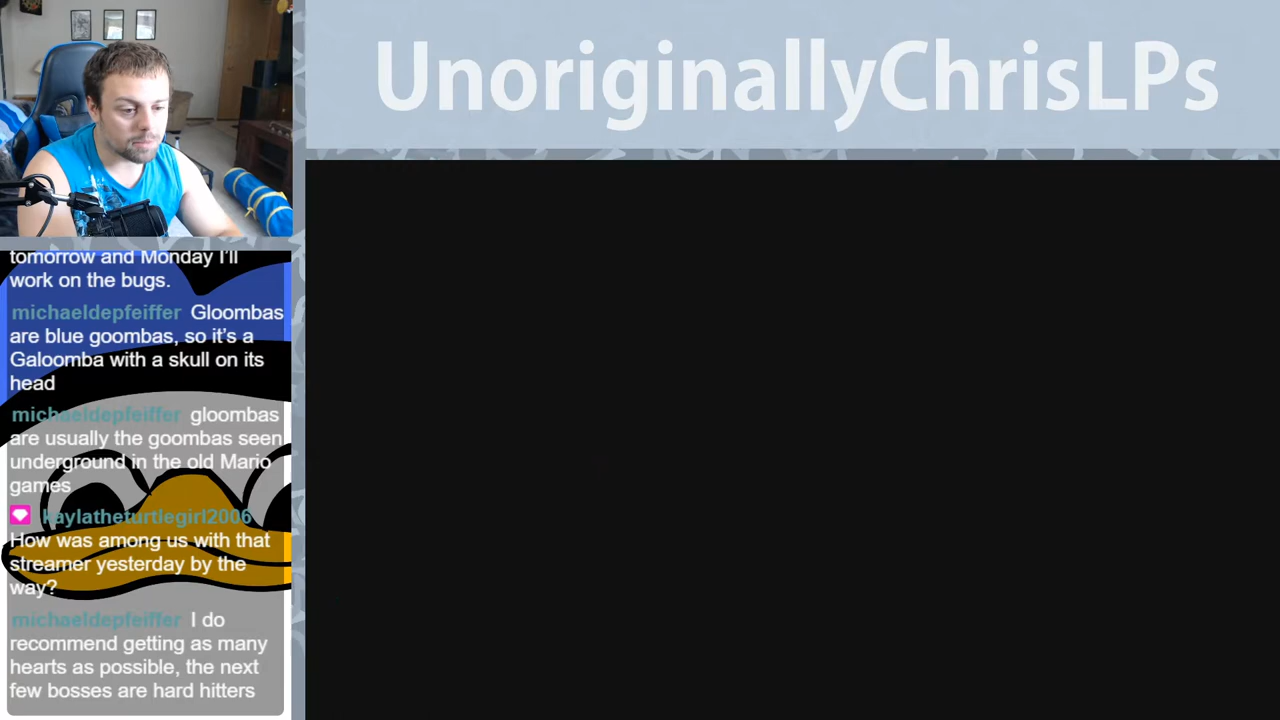 UnoriginallyChrisLPs
tomorrow and Monday I'll
work on the bugs.
michaeldepfeiffer Gloombas
are blue goombas, so it's a
Galoomba with a skull on its
head
michaeldepfeiffer gloombas
are usually the goombas seen
underground in the old Mario
games
kaylatheturtlegirl2006
How was among us with that
streamer yesterday by the
way?
michaeldepfeiffer I do
recommend getting as many
hearts as possible, the next
few bosses are hard hitters